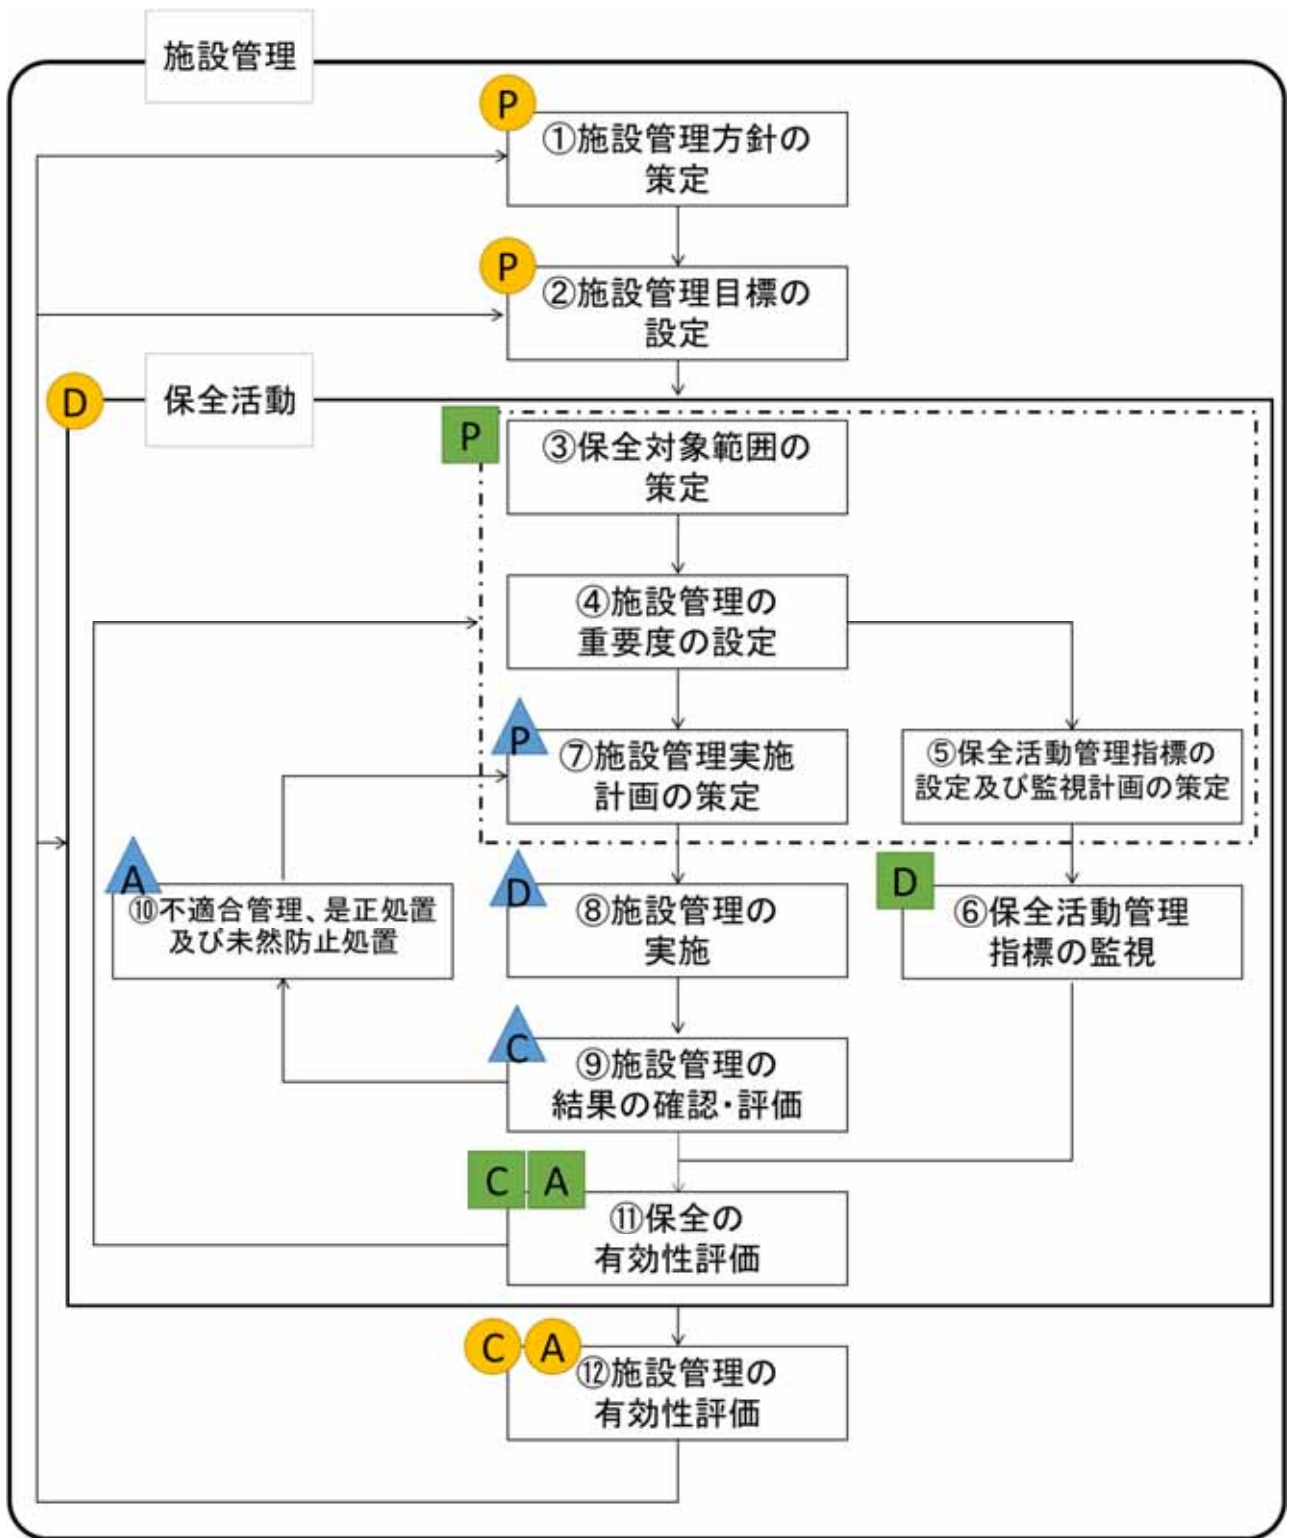 施設管理
P
①施設管理方針の
策定
P
②施設管理目標の
設定
D
保全活動
P
③保全対象範囲の
策定
④施設管理の
重要度の設定
P
⑦施設管理実施
計画の策定
⑤保全活動管理指標の
設定及び監視計画の策定
A
⑩不適合管理、是正処置
及び未然防止処置
D
⑧施設管理の
実施
D
⑥保全活動管理
指標の監視
C
⑨施設管理の
結果の確認・評価
C A
⑪保全の
有効性評価
C A
⑫施設管理の
有効性評価